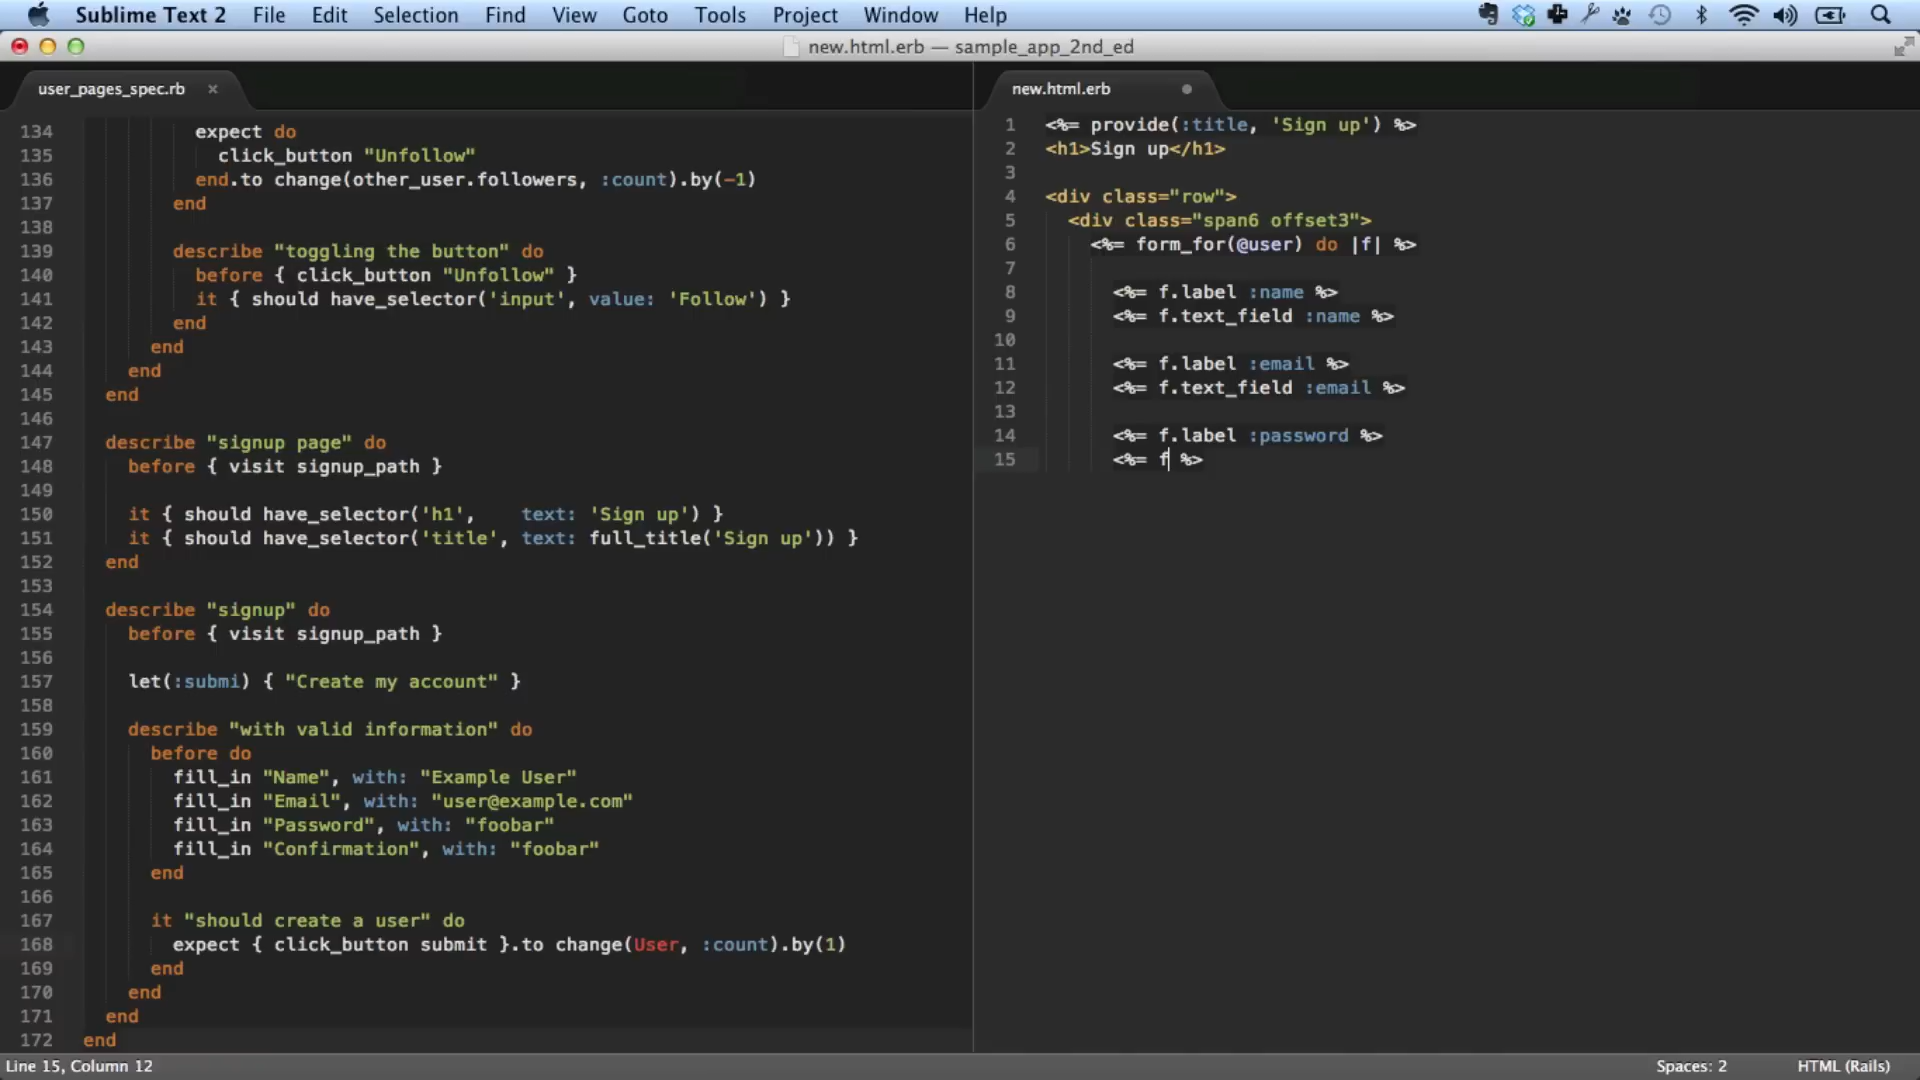 Sublime Text 2 File Edit Selection Find View Goto Tools Project Window Help
new.html.erb — sample_app_2nd_ed
user_pages_spec.rb ×
134 expect do
135 click_button "Unfollow"
136 end.to change(other_user.followers, :count).by(-1)
137 end
138
139 describe "toggling the button" do
140 before { click_button "Unfollow" }
141 it { should have_selector('input', value: 'Follow') }
142 end
143 end
144 end
145 end
146
147 describe "signup page" do
148 before { visit signup_path }
149
150 it { should have_selector('h1', text: 'Sign up') }
151 it { should have_selector('title', text: full_title('Sign up')) }
152 end
153
154 describe "signup" do
155 before { visit signup_path }
156
157 let(:submi) { "Create my account" }
158
159 describe "with valid information" do
160 before do
161 fill_in "Name", with: "Example User"
162 fill_in "Email", with: "user@example.com"
163 fill_in "Password", with: "foobar"
164 fill_in "Confirmation", with: "foobar"
165 end
166
167 it "should create a user" do
168 expect { click_button submit }.to change(User, :count).by(1)
169 end
170 end
171 end
172 end
new.html.erb
1 <%= provide(:title, 'Sign up') %>
2 <h1>Sign up</h1>
3
4 <div class="row">
5 <div class="span6 offset3">
6 <%= form_for(@user) do |f| %>
7
8 <%= f.label :name %>
9 <%= f.text_field :name %>
10
11 <%= f.label :email %>
12 <%= f.text_field :email %>
13
14 <%= f.label :password %>
15 <%= f %>
Line 15, Column 12
Spaces: 2
HTML (Rails)